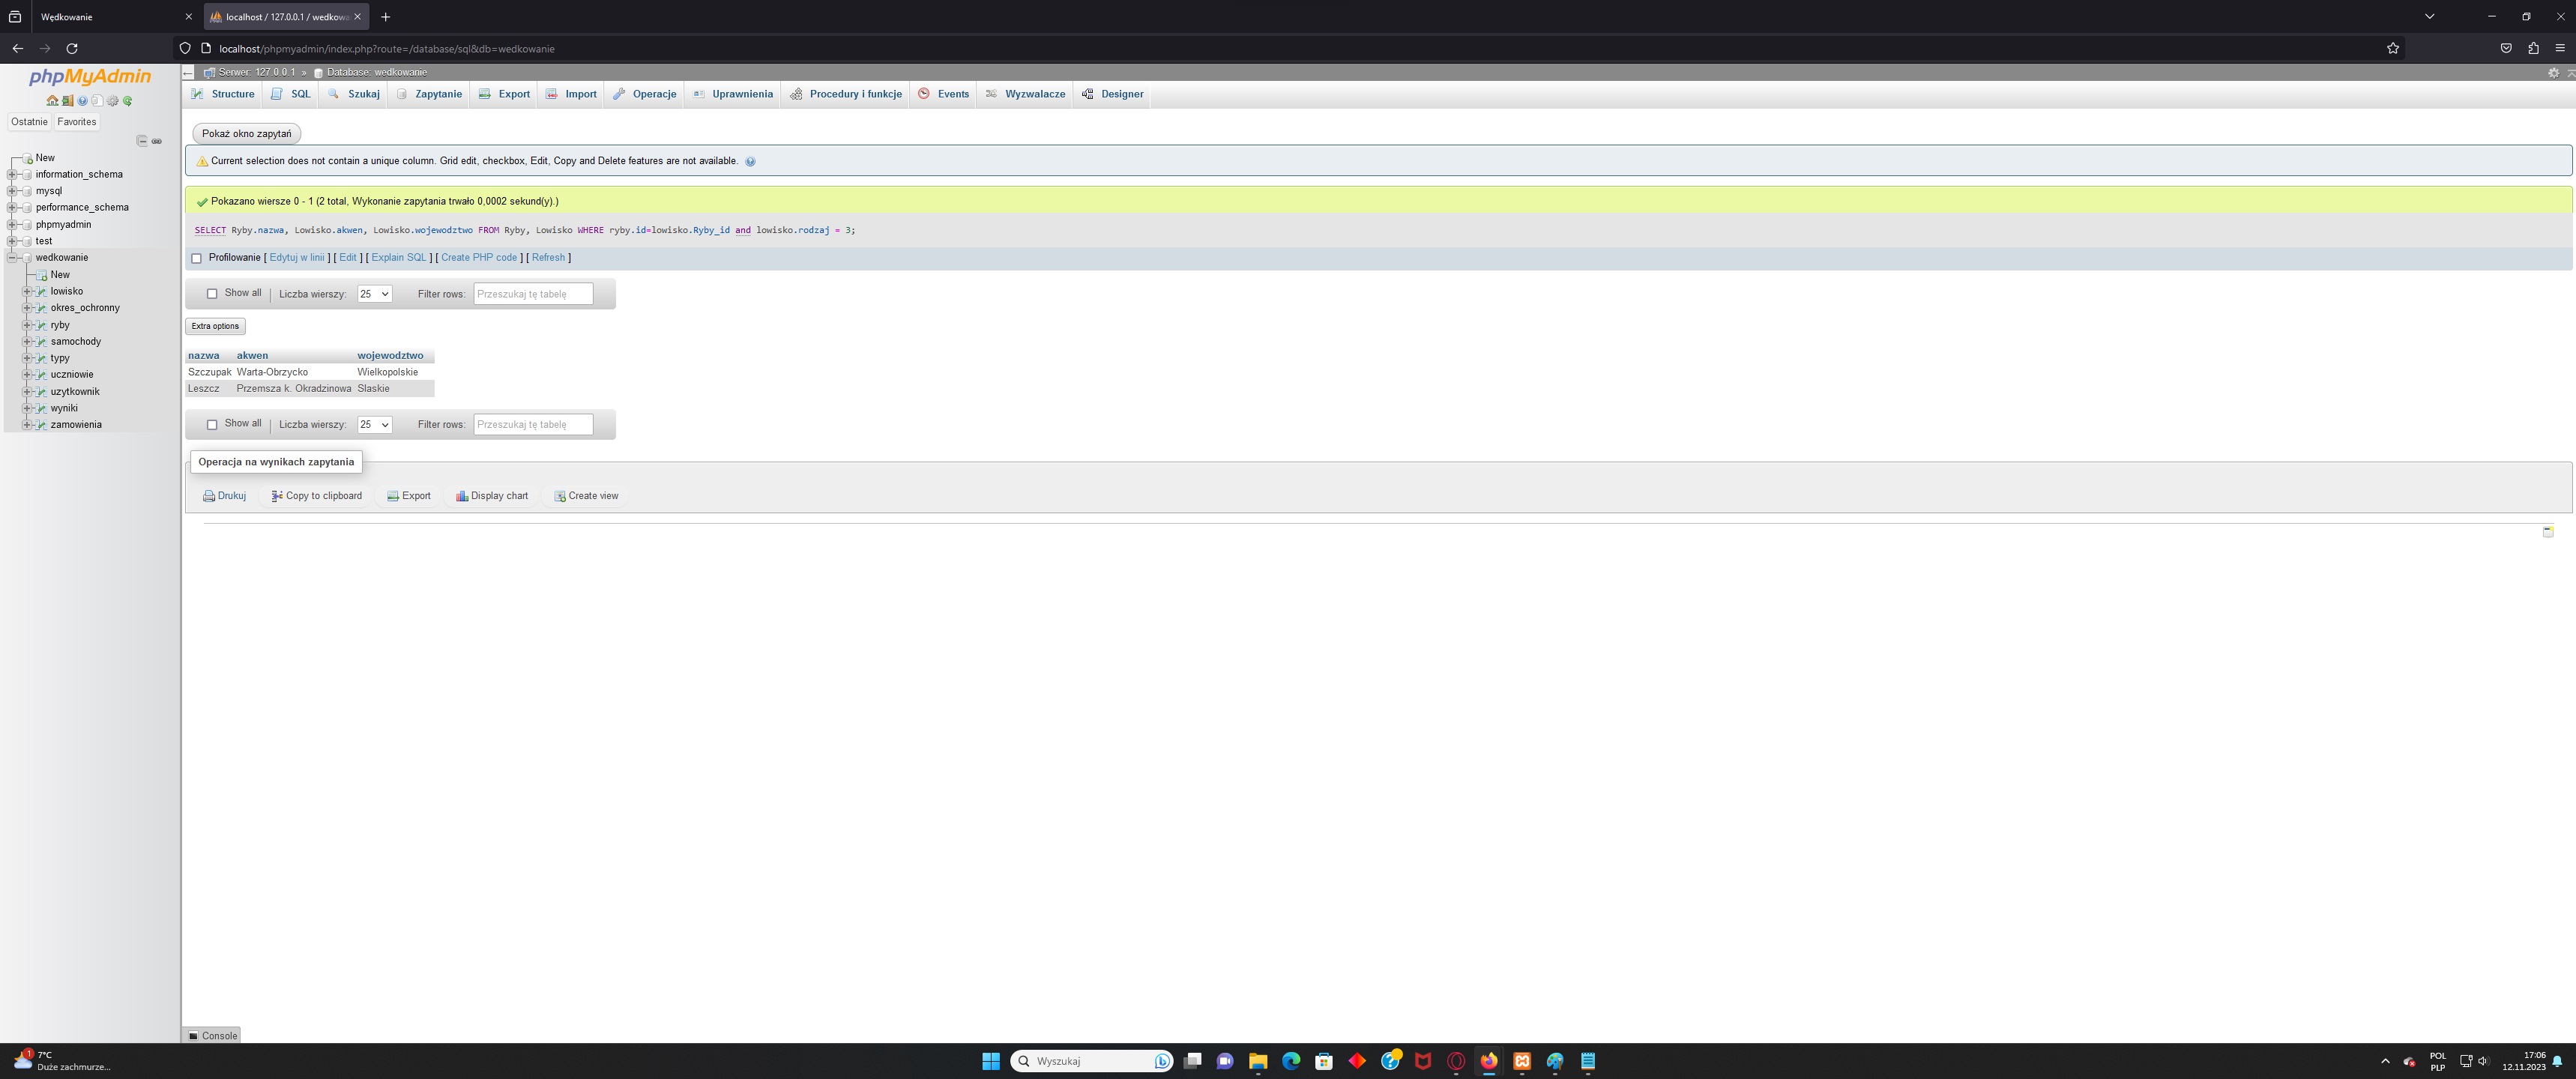 Wędkowanie
localhost / 127.0.0.1 / wedkowa
localhost/phpmyadmin/index.php?route=/database/sql&db=wedkowanie
phpMyAdmin
Ostatnie Favorites
New
information_schema
mysql
performance_schema
phpmyadmin
test
wedkowanie
New
lowisko
okres_ochronny
ryby
samochody
typy
uczniowie
uzytkownik
wyniki
zamowienia
Serwer: 127.0.0.1 » Database: wedkowanie
Structure SQL Szukaj Zapytanie Export Import Operacje Uprawnienia Procedury i funkcje Events Wyzwalacze Designer
Pokaż okno zapytań
Current selection does not contain a unique column. Grid edit, checkbox, Edit, Copy and Delete features are not available.
Pokazano wiersze 0 - 1 (2 total, Wykonanie zapytania trwało 0,0002 sekund(y).)
SELECT Ryby.nazwa, Lowisko.akwen, Lowisko.wojewodztwo FROM Ryby, Lowisko WHERE ryby.id=lowisko.Ryby_id and lowisko.rodzaj = 3;
Profilowanie [ Edytuj w linii ] [ Edit ] [ Explain SQL ] [ Create PHP code ] [ Refresh ]
Show all | Liczba wierszy: 25 Filter rows: Przeszukaj tę tabelę
Extra options
nazwa akwen wojewodztwo
Szczupak Warta-Obrzycko Wielkopolskie
Leszcz Przemsza k. Okradzinowa Slaskie
Show all | Liczba wierszy: 25 Filter rows: Przeszukaj tę tabelę
Operacja na wynikach zapytania
Drukuj Copy to clipboard Export Display chart Create view
Console
1
7°C
Duże zachmurze...
Wyszukaj
POL
PLP
17:06
12.11.2023